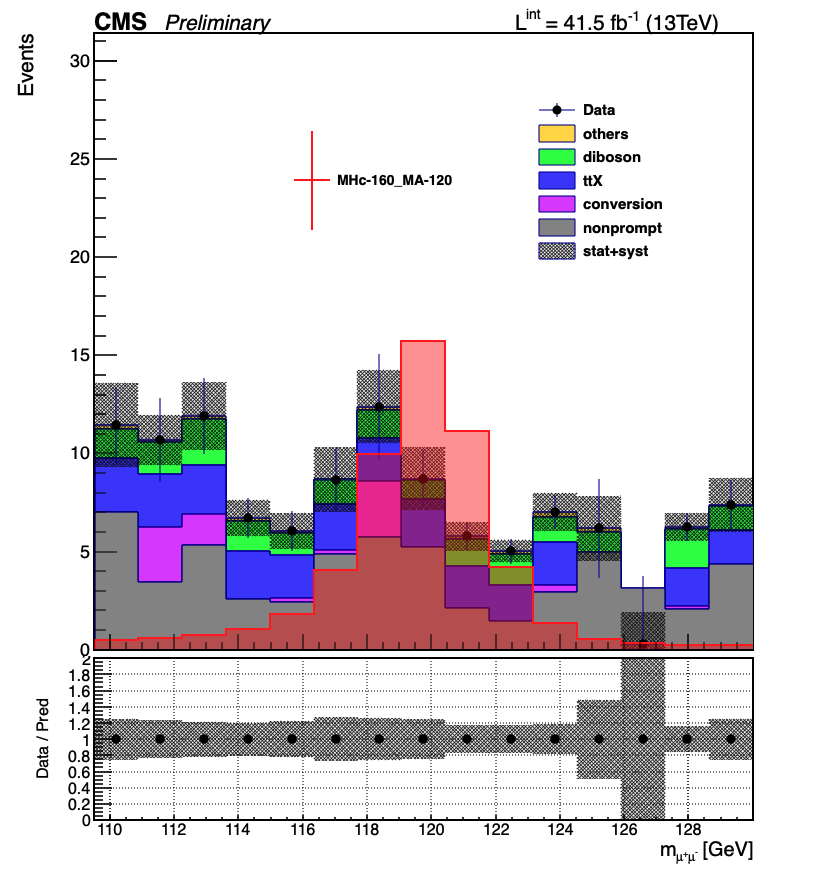 CMS Preliminary L^int = 41.5 fb^-1 (13TeV)
Events
30
25
20
15
10
5
0
Data
others
diboson
ttX
conversion
nonprompt
stat+syst
MHc-160_MA-120
Data / Pred
2
1.8
1.6
1.4
1.2
1
0.8
0.6
0.4
0.2
0
110 112 114 116 118 120 122 124 126 128
m_μ+μ- [GeV]